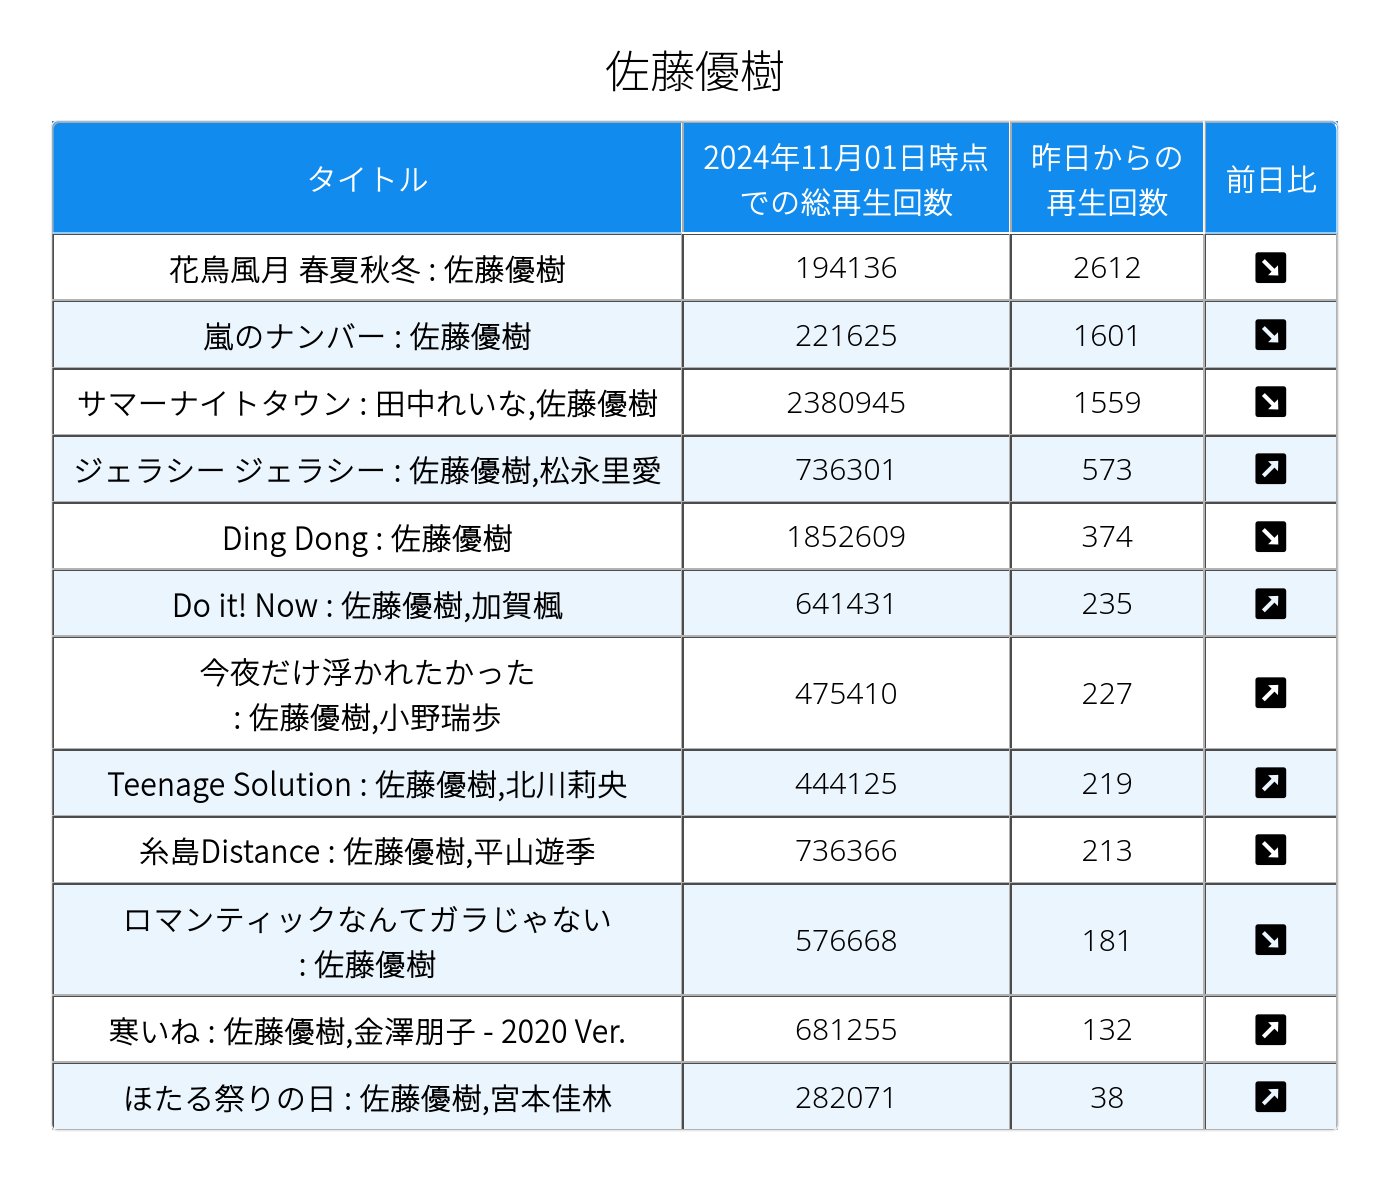 佐藤優樹
タイトル
2024年11月01日時点
での総再生回数
昨日からの
再生回数
前日比
花鳥風月 春夏秋冬 : 佐藤優樹 194136 2612 ↘
嵐のナンバー : 佐藤優樹 221625 1601 ↘
サマーナイトタウン : 田中れいな,佐藤優樹 2380945 1559 ↘
ジェラシー ジェラシー : 佐藤優樹,松永里愛 736301 573 ↗
Ding Dong : 佐藤優樹 1852609 374 ↘
Do it! Now : 佐藤優樹,加賀楓 641431 235 ↗
今夜だけ浮かれたかった
: 佐藤優樹,小野瑞歩 475410 227 ↗
Teenage Solution : 佐藤優樹,北川莉央 444125 219 ↗
糸島Distance : 佐藤優樹,平山遊季 736366 213 ↘
ロマンティックなんてガラじゃない
: 佐藤優樹 576668 181 ↘
寒いね : 佐藤優樹,金澤朋子 - 2020 Ver. 681255 132 ↗
ほたる祭りの日 : 佐藤優樹,宮本佳林 282071 38 ↗